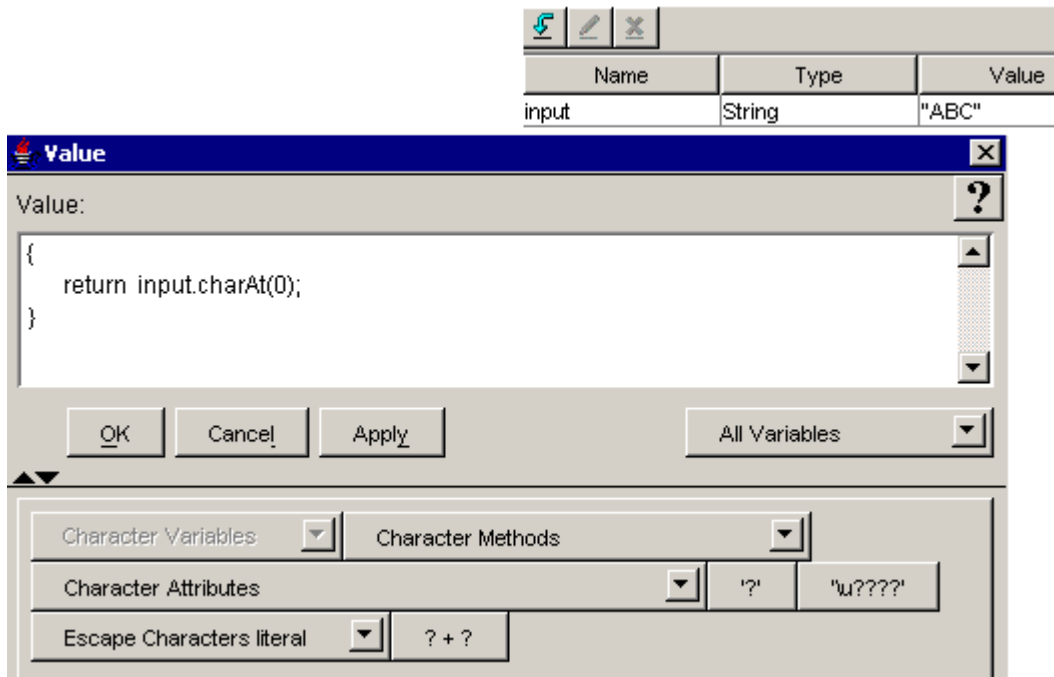 Name Type Value
input String "ABC"
Value
Value:
?
{
return input.charAt(0);
}
OK Cancel Apply All Variables
Character Variables Character Methods
Character Attributes '?' '\u????'
Escape Characters literal ? + ?